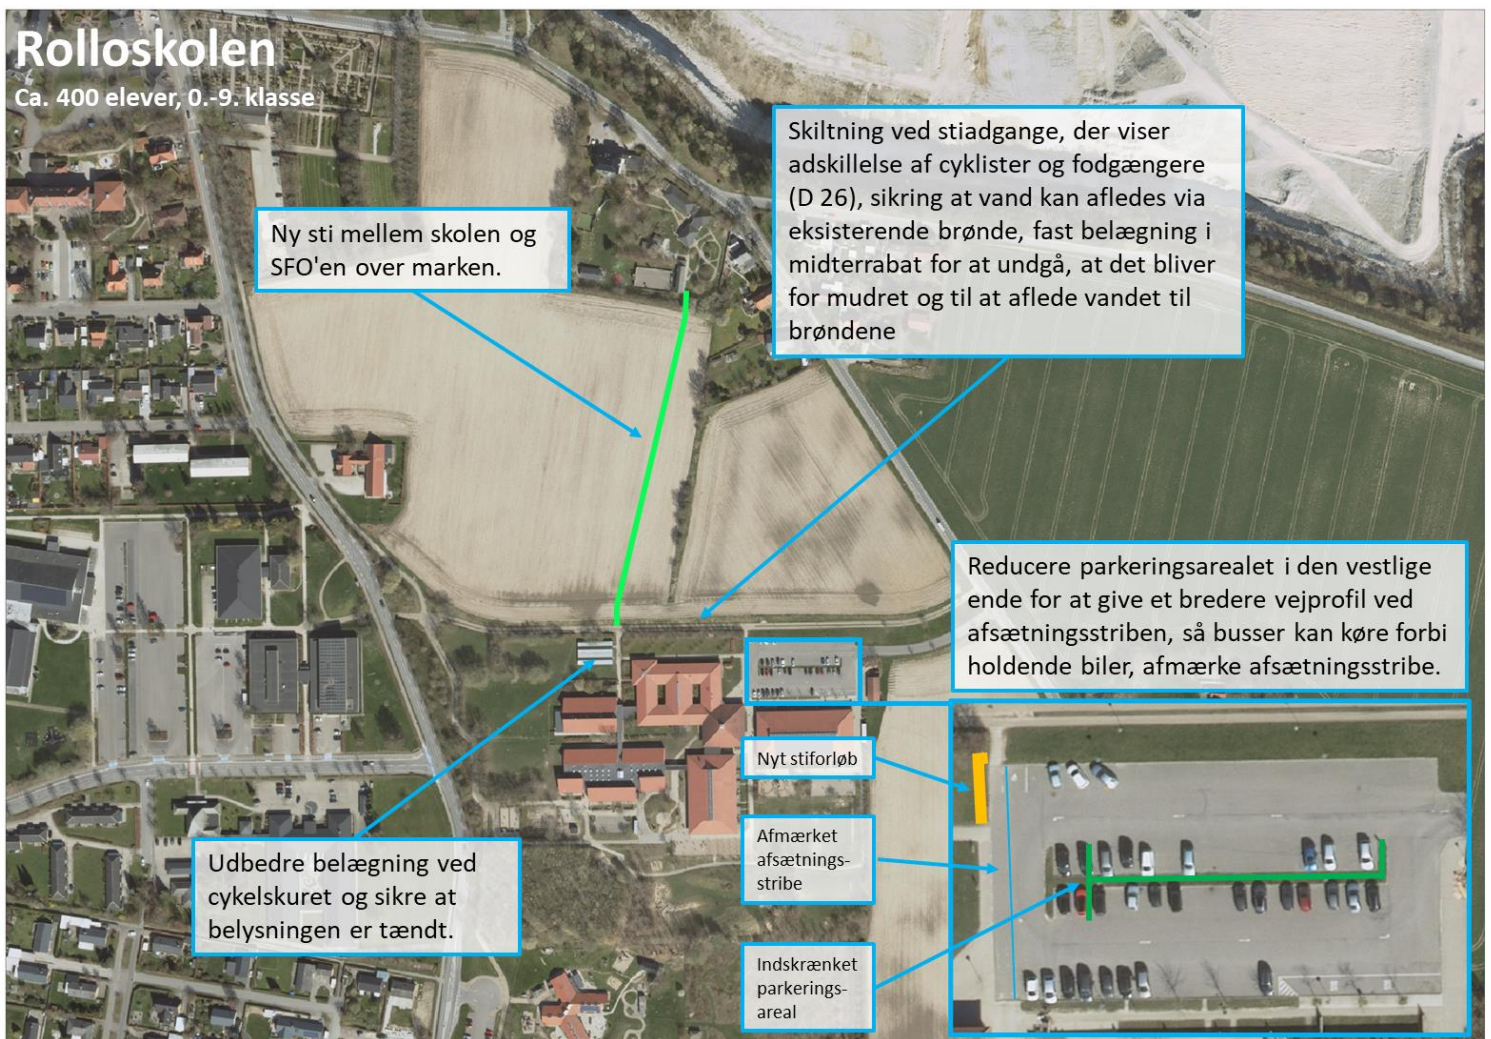 Rolloskolen
Ca. 400 elever, 0.-9. klasse
Skiltning ved stiadgange, der viser
adskillelse af cyklister og fodgængere
(D 26), sikring at vand kan afledes via
eksisterende brønde, fast belægning i
midterrabat for at undgå, at det bliver
for mudret og til at aflede vandet til
brøndene
Ny sti mellem skolen og
SFO'en over marken.
Reducere parkeringsarealet i den vestlige
ende for at give et bredere vejprofil ved
afsætningsstriben, så busser kan køre forbi
holdende biler, afmærke afsætningsstribe.
Nyt stiforløb
Afmærket
afsætnings-
stribe
Udbedre belægning ved
cykelskuret og sikre at
belysningen er tændt.
Indskrænket
parkerings-
areal